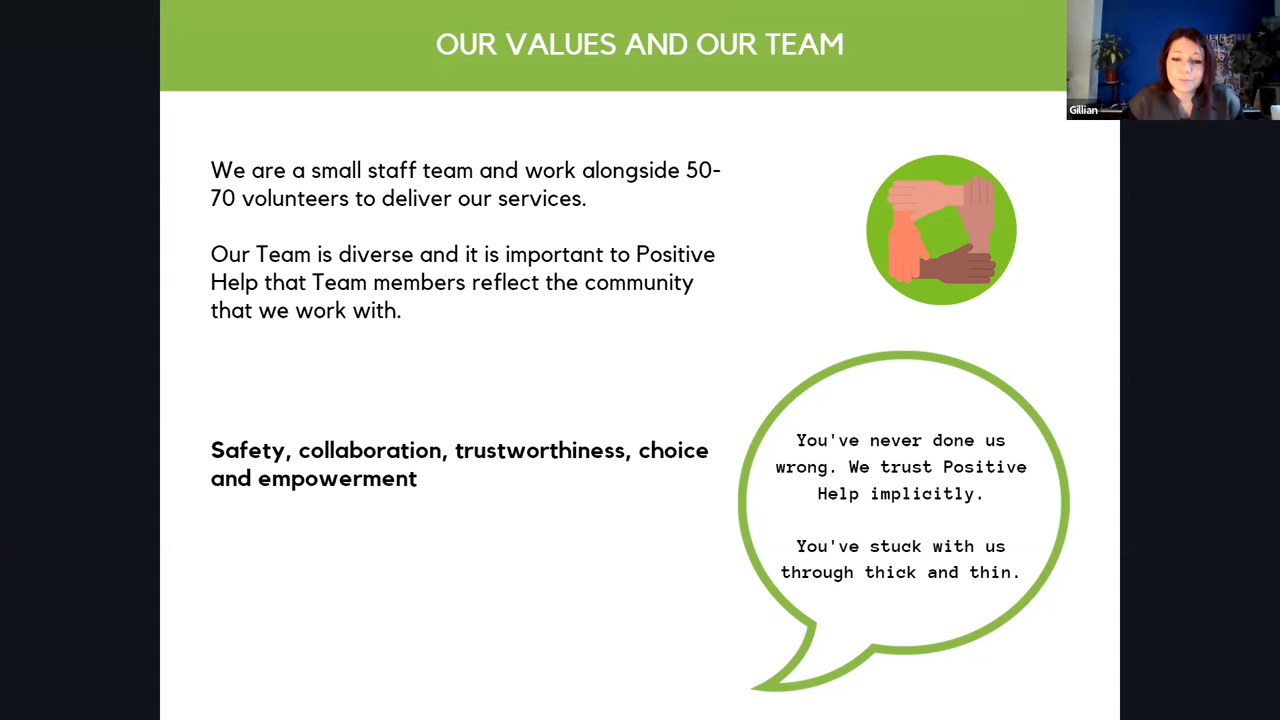 OUR VALUES AND OUR TEAM
Gillian
We are a small staff team and work alongside 50-
70 volunteers to deliver our services.
Our Team is diverse and it is important to Positive
Help that Team members reflect the community
that we work with.
Safety, collaboration, trustworthiness, choice
and empowerment
You've never done us
wrong. We trust Positive
Help implicitly.
You've stuck with us
through thick and thin.